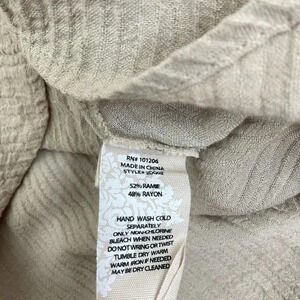 RN# 101206
MADE IN CHINA
STYLE#
52% RAMIE
48% RAYON
HAND WASH COLD
SEPARATELY
ONLY NON-CHLORINE
BLEACH WHEN NEEDED
DO NOT WRING OR TWIST
TUMBLE DRY WARM
WARM IRON IF NEEDED
MAY BE DRY CLEANED